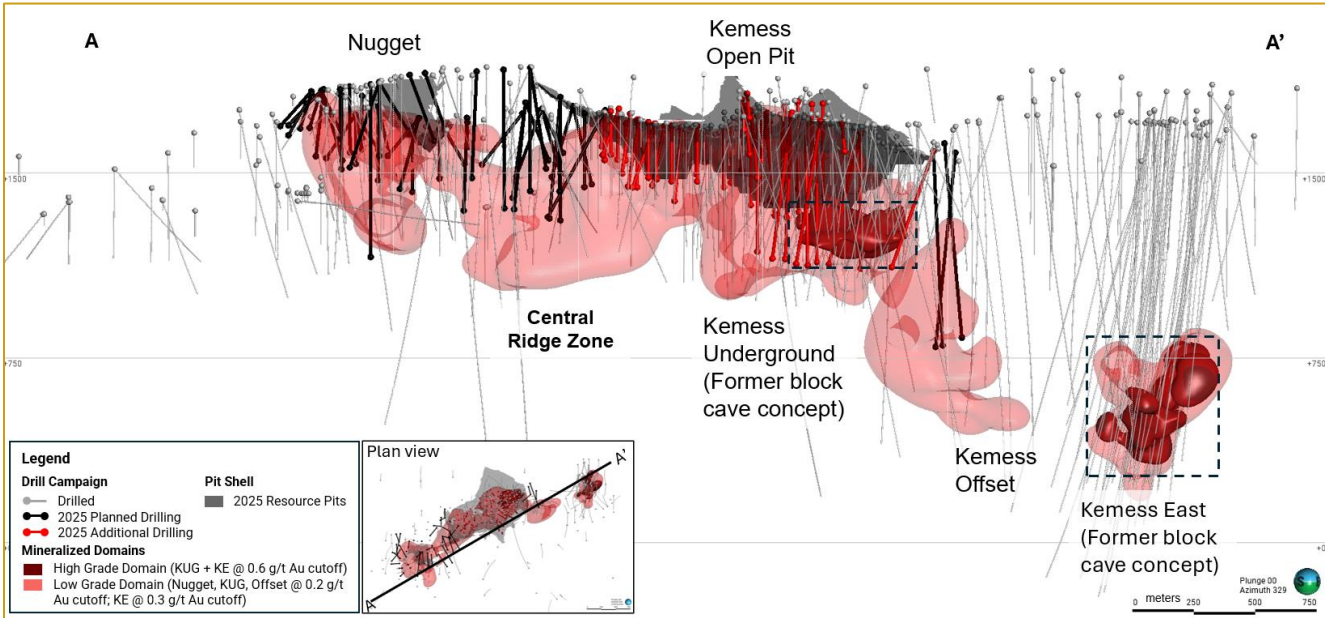 A
Nugget
Kemess
Open Pit
A'
+1500
+1500
Central
Ridge Zone
Kemess
Underground
(Former block
cave concept)
+750
+750
Kemess
Offset
Kemess East
(Former block
cave concept)
Legend
Drill Campaign
Drilled
2025 Planned Drilling
2025 Additional Drilling
Pit Shell
2025 Resource Pits
Mineralized Domains
High Grade Domain (KUG + KE @ 0.6 g/t Au cutoff)
Low Grade Domain (Nugget, KUG, Offset @ 0.2 g/t
Au cutoff; KE @ 0.3 g/t Au cutoff)
Plan view
A'
A
+0
Plunge 00
Azimuth 329
meters
0 250 500 750